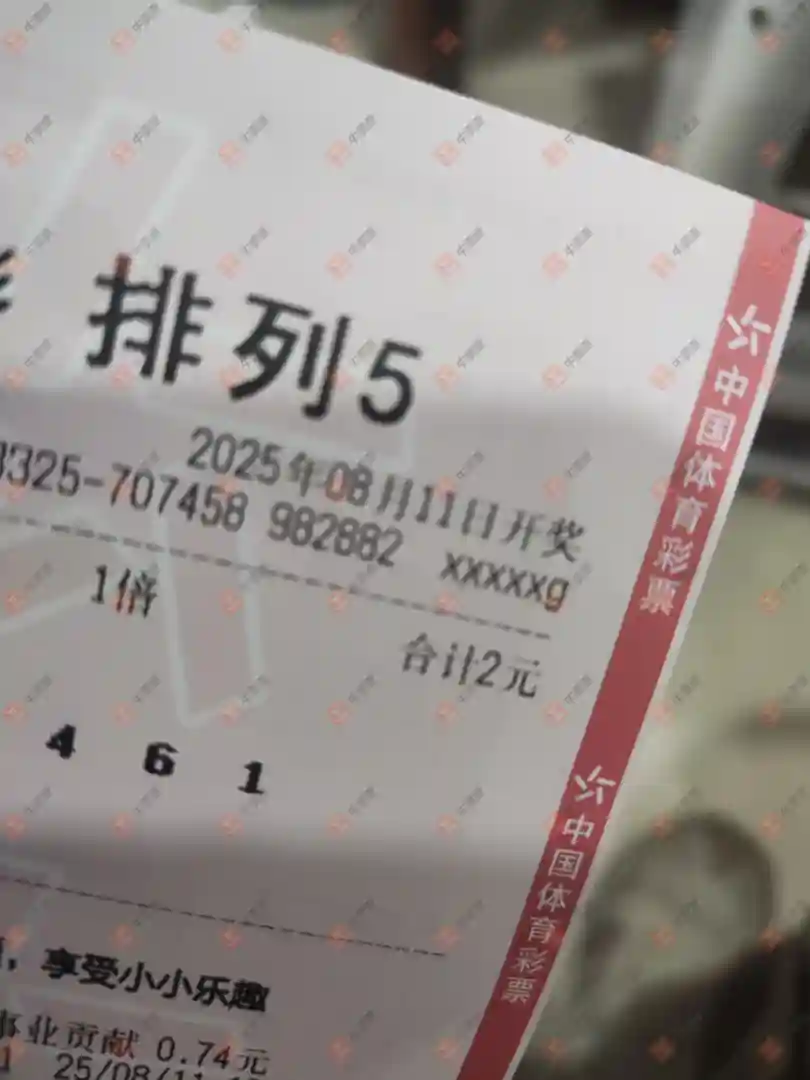 排列5
2025年08月11日开奖
3325-707458 982882 xxxxxg
1倍
合计2元
4 6 1
，享受小小乐趣
事业贡献 0.74元
25/08/11
中国体育彩票
中国体育彩票